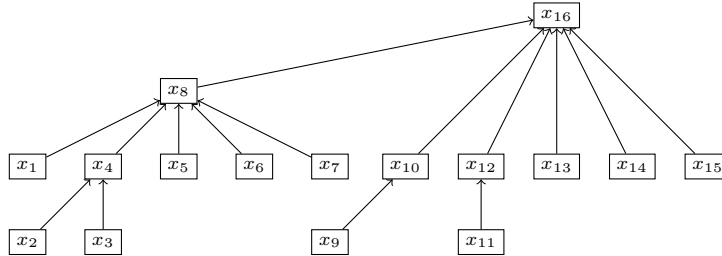 x₁₆
x₈
x₁ x₄ x₅ x₆ x₇ x₁₀ x₁₂ x₁₃ x₁₄ x₁₅
x₂ x₃ x₉ x₁₁